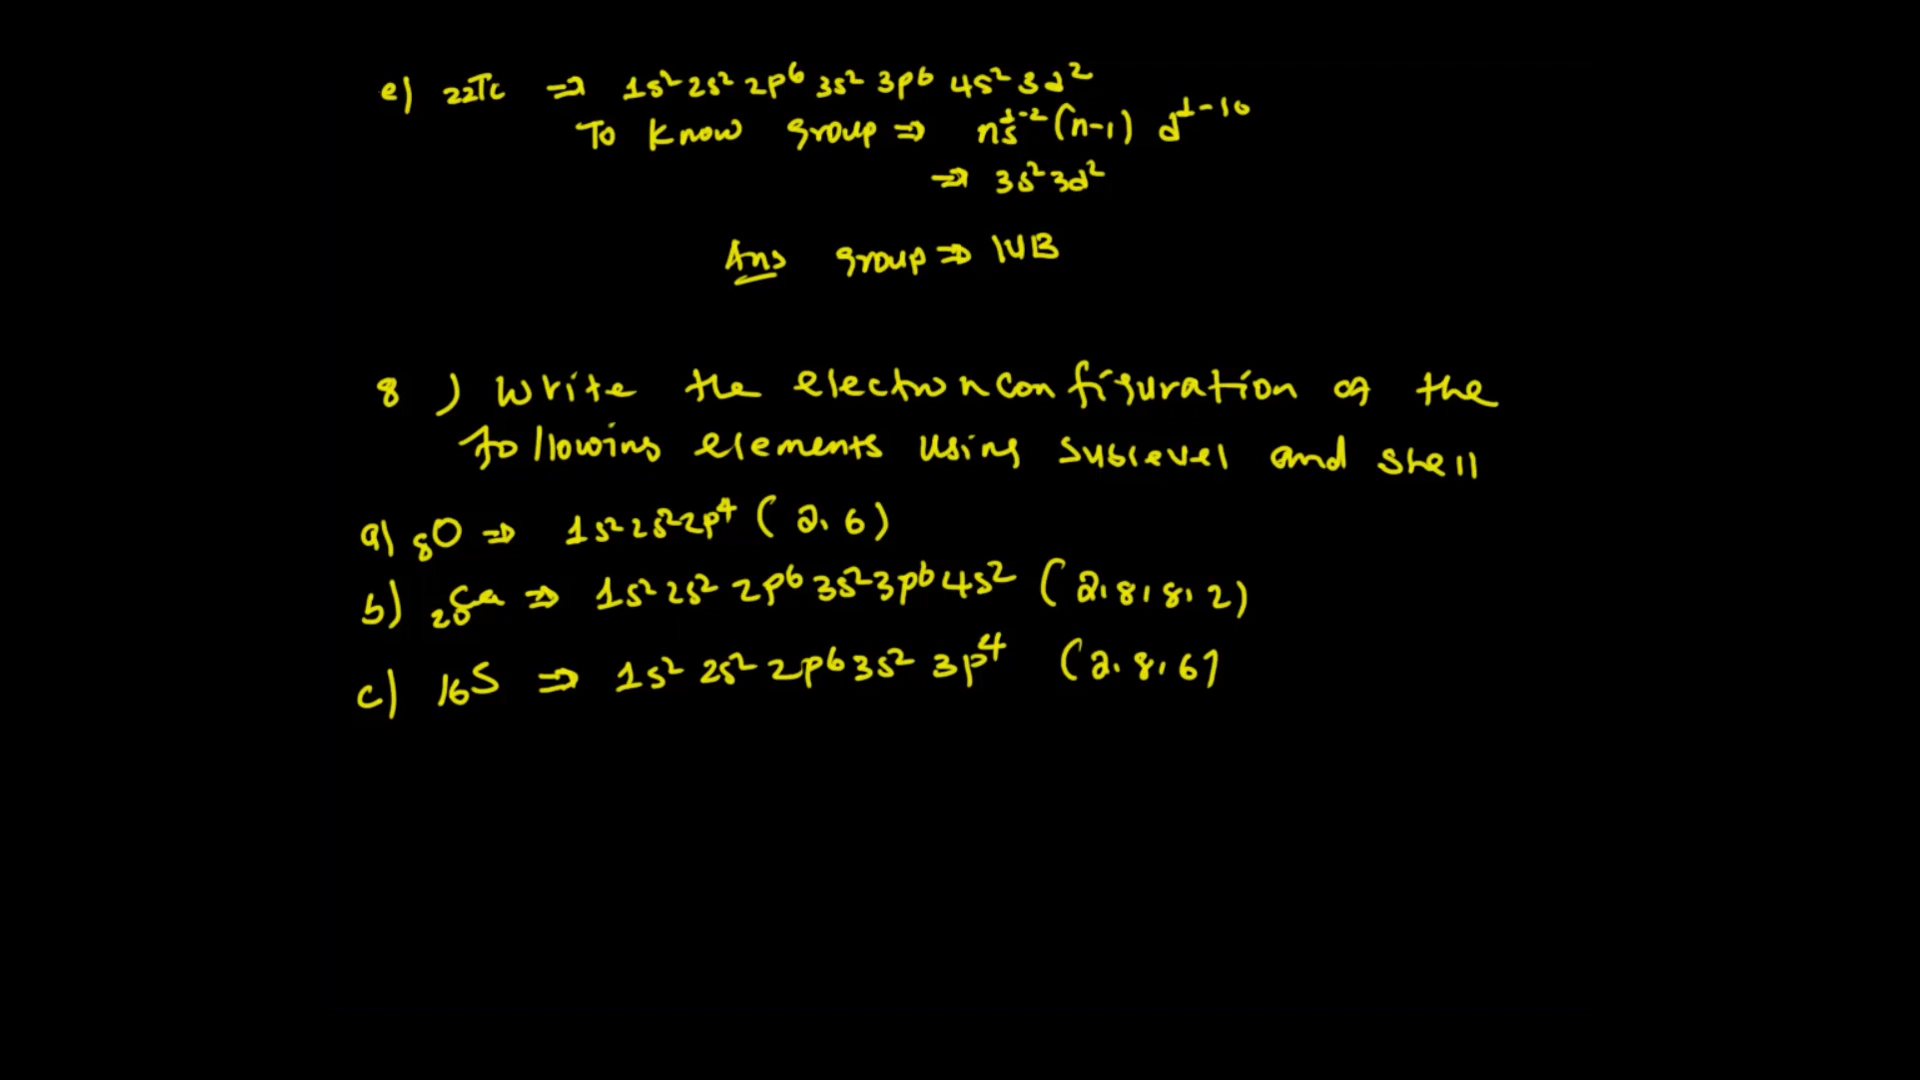 e) ₂₂Tc ⇒ 1s² 2s² 2p⁶ 3s² 3p⁶ 4s² 3d²
To Know group ⇒ ns¹⁻² (n-1) d¹⁻¹⁰
⇒ 3s² 3d²
Ans group ⇒ IVB
8 ) Write the electron configuration of the
following elements using sublevel and shell
a) ₈O ⇒ 1s² 2s² 2p⁴ ( 2, 6 )
b) ₂₀Ca ⇒ 1s² 2s² 2p⁶ 3s² 3p⁶ 4s² ( 2, 8, 8, 2 )
c) ₁₆S ⇒ 1s² 2s² 2p⁶ 3s² 3p⁴ ( 2, 8, 6 )